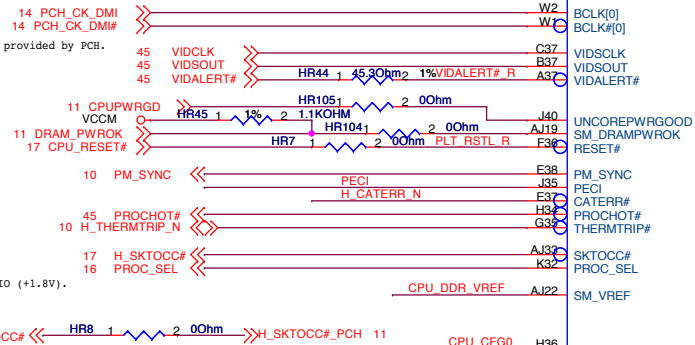 14 PCH_CK_DMI W2 BCLK[0]
14 PCH_CK_DMI# W1 BCLK#[0]
provided by PCH.
45 VIDCLK C37 VIDSCLK
45 VIDSOUT B37 VIDSOUT
45 VIDALERT# HR44 1 45.3Ohm 2 1% VIDALERT#_R A37 VIDALERT#
11 CPUPWRGD HR105 1 2 0Ohm
VCCM HR45 1 1% 2 1.1KOHM J40 UNCOREPWRGOOD
11 DRAM_PWROK HR104 1 2 0Ohm AJ19 SM_DRAMPWROK
17 CPU_RESET# HR7 1 2 0Ohm PLT_RSTL_R F36 RESET#
10 PM_SYNC E38 PM_SYNC
PECI J35 PECI
H_CATERR_N E37 CATERR#
45 PROCHOT# H34 PROCHOT#
10 H_THERMTRIP_N G35 THERMTRIP#
17 H_SKTOCC# AJ33 SKTOCC#
16 PROC_SEL K32 PROC_SEL
IO (+1.8V).
CPU_DDR_VREF AJ22 SM_VREF
CC# HR8 1 2 0Ohm H_SKTOCC#_PCH 11
CPU_CFG0 H36